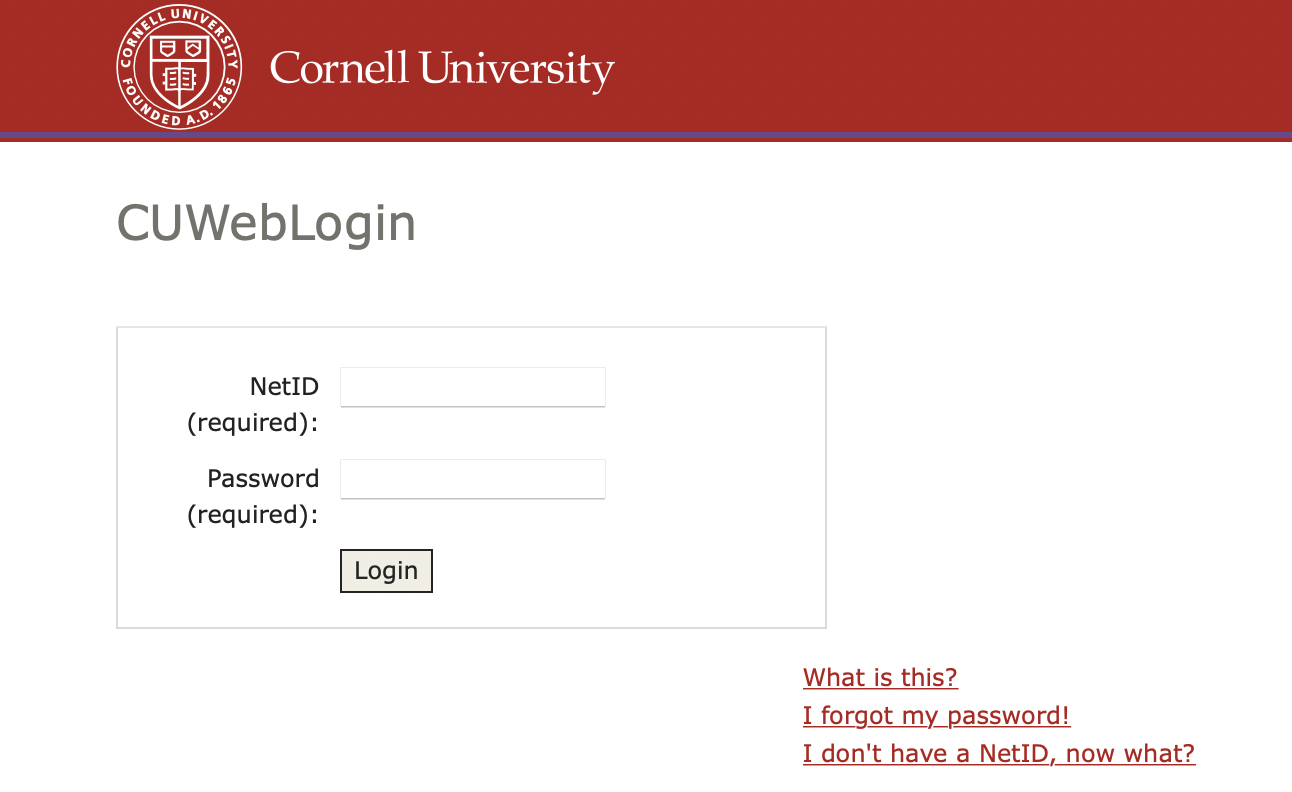 CORNELL UNIVERSITY
FOUNDED A.D. 1865
Cornell University
CUWebLogin
NetID
(required):
Password
(required):
Login
What is this?
I forgot my password!
I don't have a NetID, now what?